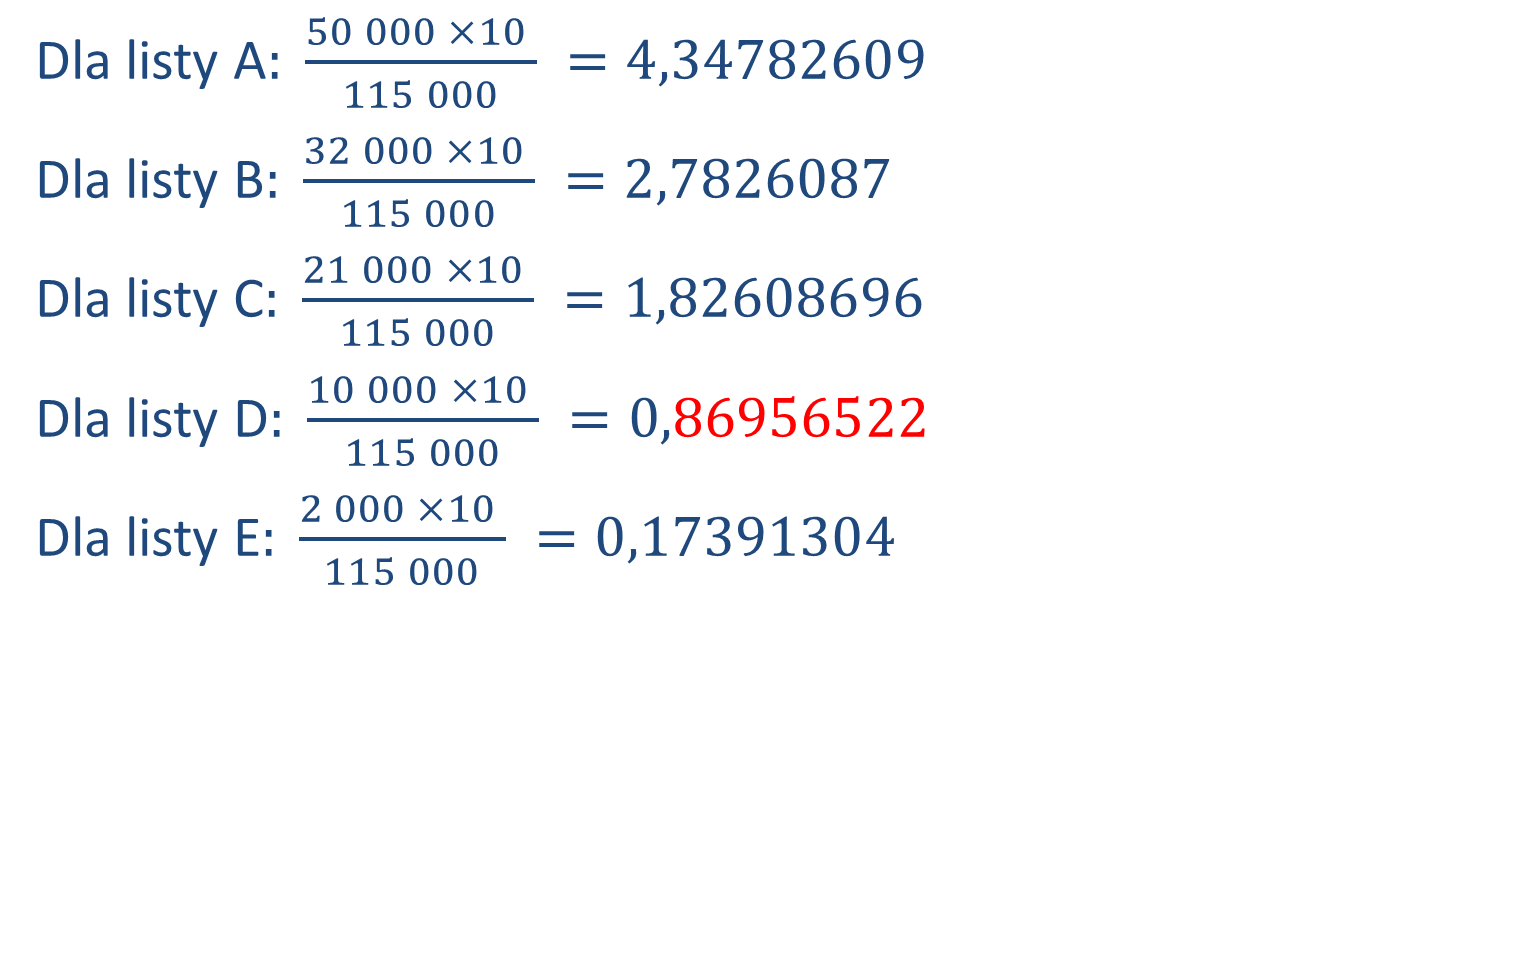 Dla listy A: 50 000 ×10 / 115 000 = 4,34782609
Dla listy B: 32 000 ×10 / 115 000 = 2,7826087
Dla listy C: 21 000 ×10 / 115 000 = 1,82608696
Dla listy D: 10 000 ×10 / 115 000 = 0,86956522
Dla listy E: 2 000 ×10 / 115 000 = 0,17391304